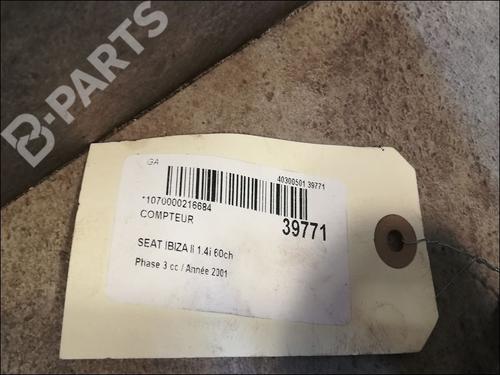 B-PARTS
GA
40300501 39771
*1070000216684
COMPTEUR
39771
SEAT IBIZA II 1.4i 60ch
Phase 3 cc / Année 2001